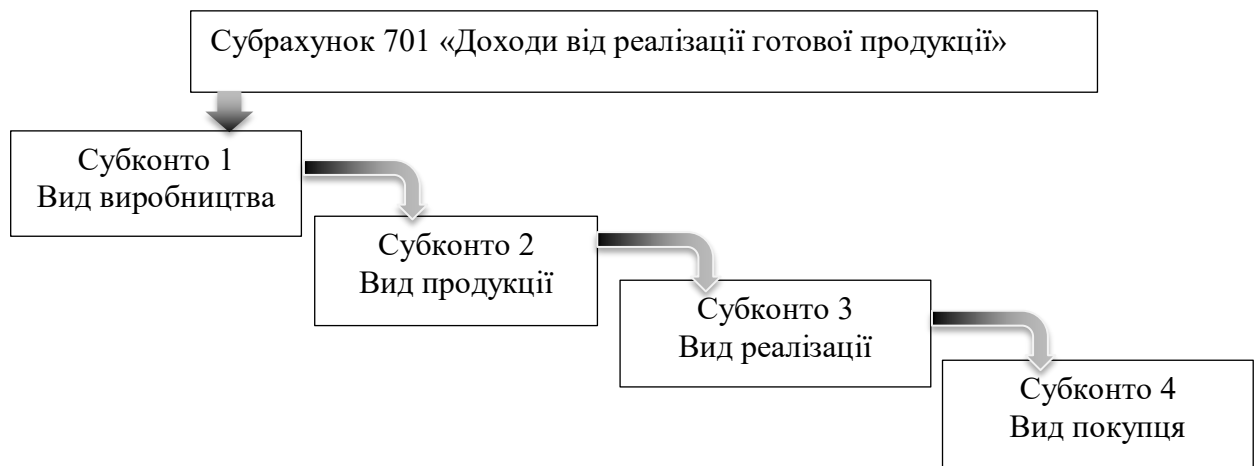 Субрахунок 701 «Доходи від реалізації готової продукції»
Субконто 1
Вид виробництва
Субконто 2
Вид продукції
Субконто 3
Вид реалізації
Субконто 4
Вид покупця